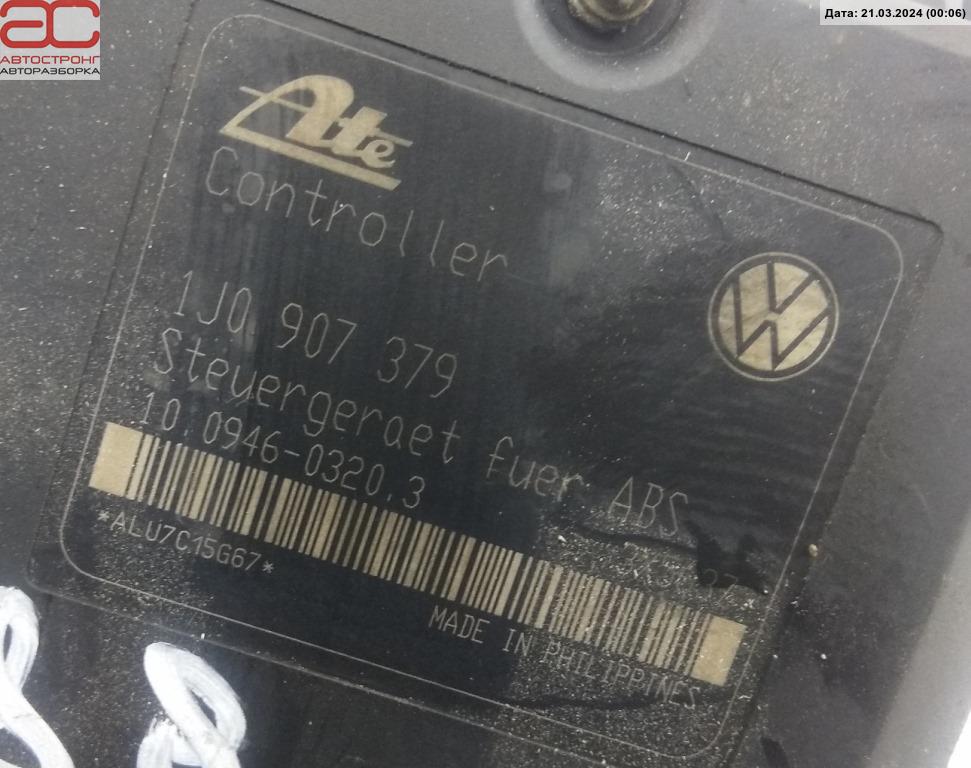 ac
АВТОСТРОНГ
АВТОРАЗБОРКА
Дата: 21.03.2024 (00:06)
Ate
Controller
1J0 907 379
Steuergeraet fuer ABS
10.0946-0320.3
*ALU7C15G67*
MADE IN PHILIPPINES